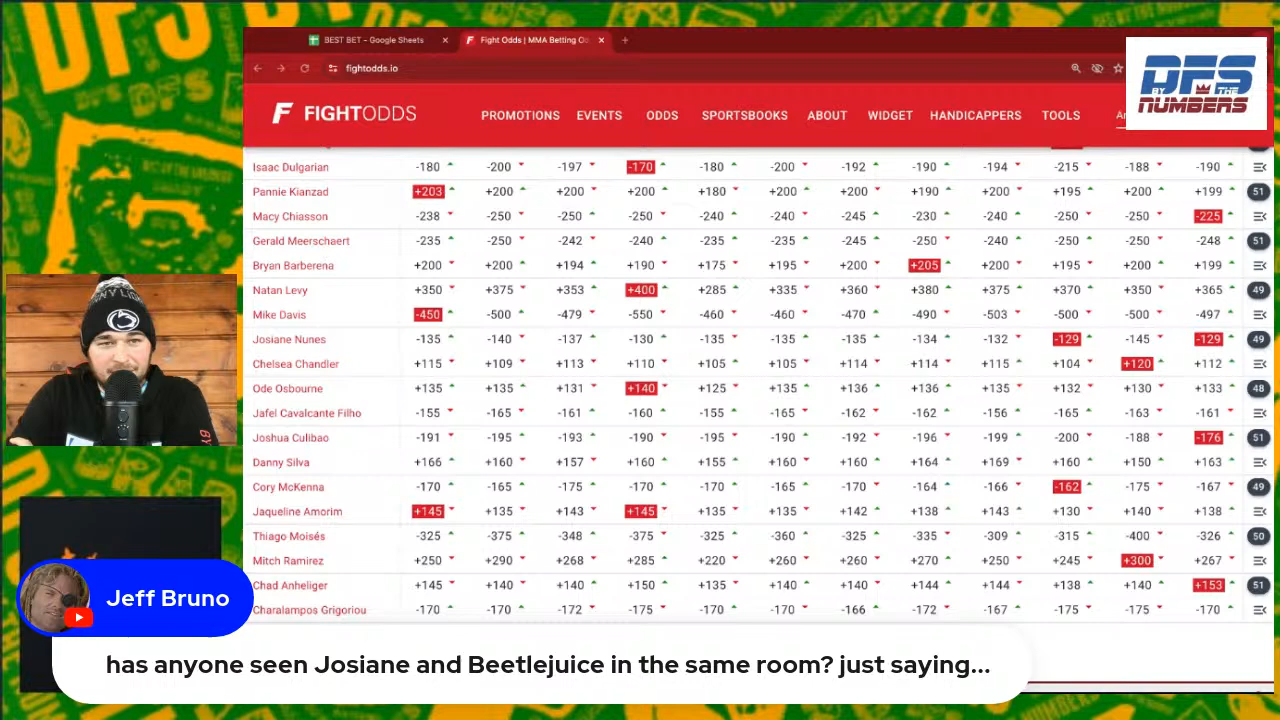 BEST BET - Google Sheets
Fight Odds | MMA Betting Od
fightodds.io
DFS
BY THE
NUMBERS
FIGHTODDS
PROMOTIONS EVENTS ODDS SPORTSBOOKS ABOUT WIDGET HANDICAPPERS TOOLS
Isaac Dulgarian -180 -200 -197 -170 -180 -200 -192 -190 -194 -215 -188 -190
Pannie Kianzad +203 +200 +200 +200 +180 +200 +200 +190 +200 +195 +200 +199 51
Macy Chiasson -238 -250 -250 -250 -240 -240 -245 -230 -240 -250 -250 -225
Gerald Meerschaert -235 -250 -242 -240 -235 -235 -245 -250 -240 -250 -250 -248 51
Bryan Barberena +200 +200 +194 +190 +175 +195 +200 +205 +200 +195 +200 +199
Natan Levy +350 +375 +353 +400 +285 +335 +360 +380 +375 +370 +350 +365 49
Mike Davis -450 -500 -479 -550 -460 -460 -470 -490 -503 -500 -500 -497
Josiane Nunes -135 -140 -137 -130 -135 -135 -135 -134 -132 -129 -145 -129 49
Chelsea Chandler +115 +109 +113 +110 +105 +105 +114 +114 +115 +104 +120 +112
Ode Osbourne +135 +135 +131 +140 +125 +135 +136 +136 +135 +132 +130 +133 48
Jafel Cavalcante Filho -155 -165 -161 -160 -155 -165 -162 -162 -156 -165 -163 -161
Joshua Culibao -191 -195 -193 -190 -195 -190 -192 -196 -199 -200 -188 -176 51
Danny Silva +166 +160 +157 +160 +155 +160 +160 +164 +169 +160 +150 +163
Cory McKenna -170 -165 -175 -170 -170 -165 -170 -164 -166 -162 -175 -167 49
Jaqueline Amorim +145 +135 +143 +145 +135 +135 +142 +138 +143 +130 +140 +138
Thiago Moisés -325 -375 -348 -375 -325 -360 -325 -335 -309 -315 -400 -326 50
Mitch Ramirez +250 +290 +268 +285 +220 +260 +260 +270 +250 +245 +300 +267
Chad Anheliger +145 +140 +140 +150 +135 +140 +140 +144 +144 +138 +140 +153 51
Charalampos Grigoriou -170 -170 -172 -175 -170 -170 -166 -172 -167 -175 -175 -170
Jeff Bruno
has anyone seen Josiane and Beetlejuice in the same room? just saying...